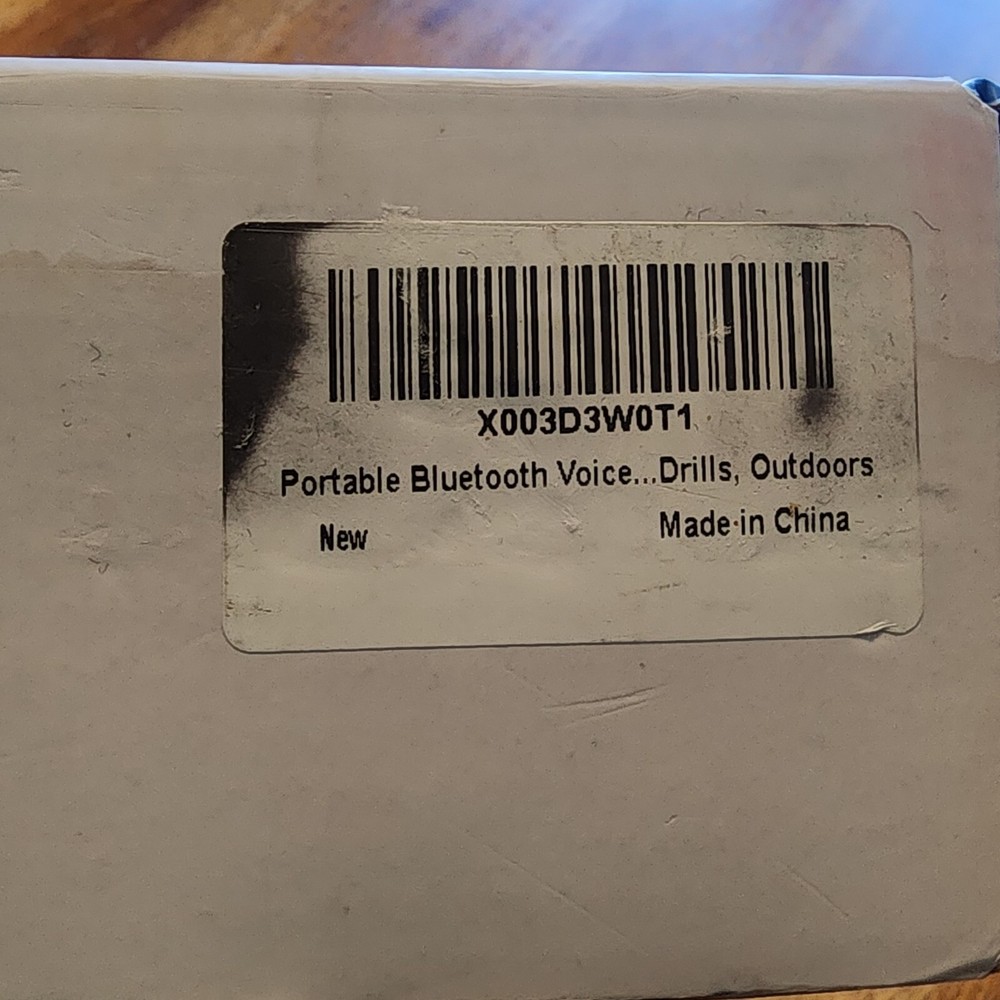 X003D3W0T1
Portable Bluetooth Voice...Drills, Outdoors
New Made in China